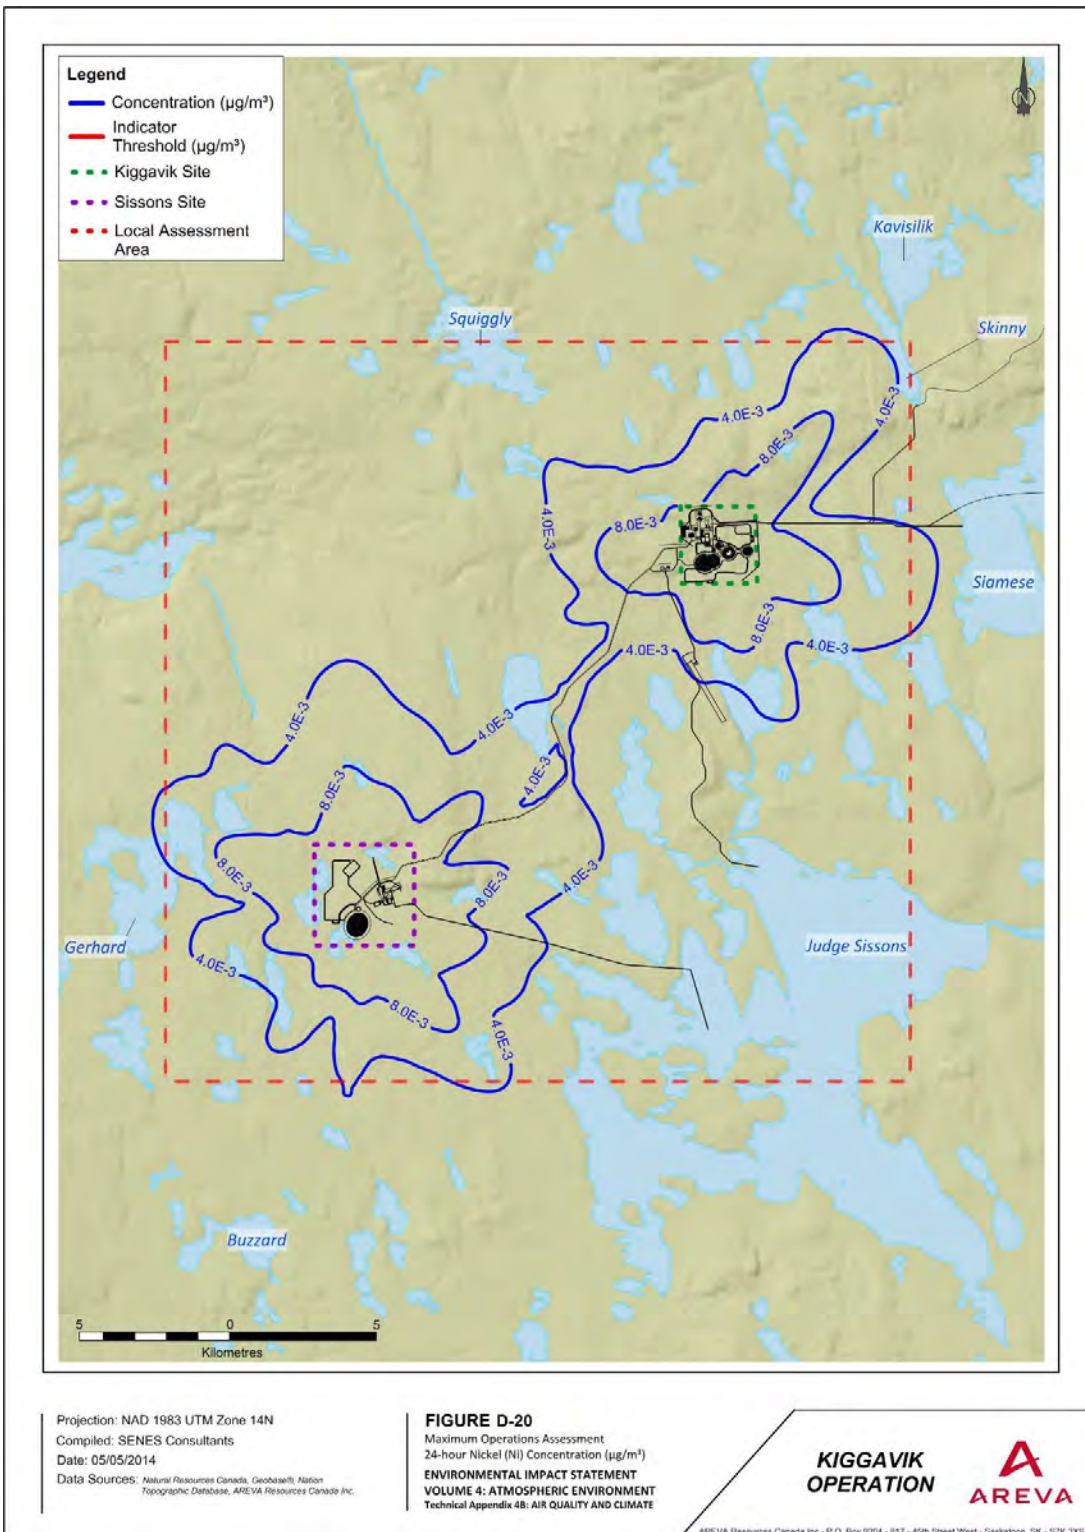 Legend
Concentration (µg/m³)
Indicator
Threshold (µg/m³)
Kiggavik Site
Sissons Site
Local Assessment
Area
N
Kavisilik
Squiggly
Skinny
4.0E-3
4.0E-3
8.0E-3
4.0E-3
8.0E-3
Siamese
8.0E-3
4.0E-3
4.0E-3
4.0E-3
4.0E-3
4.0E-3
8.0E-3
8.0E-3
8.0E-3
4.0E-3
Gerhard
Judge Sissons
4.0E-3
8.0E-3
4.0E-3
Buzzard
5 0 5
Kilometres
Projection: NAD 1983 UTM Zone 14N
Compiled: SENES Consultants
Date: 05/05/2014
Data Sources: Natural Resources Canada, Geobase®, Nation
Topographic Database, AREVA Resources Canada Inc.
FIGURE D-20
Maximum Operations Assessment
24-hour Nickel (Ni) Concentration (µg/m³)
ENVIRONMENTAL IMPACT STATEMENT
VOLUME 4: ATMOSPHERIC ENVIRONMENT
Technical Appendix 4B: AIR QUALITY AND CLIMATE
KIGGAVIK
OPERATION
AREVA